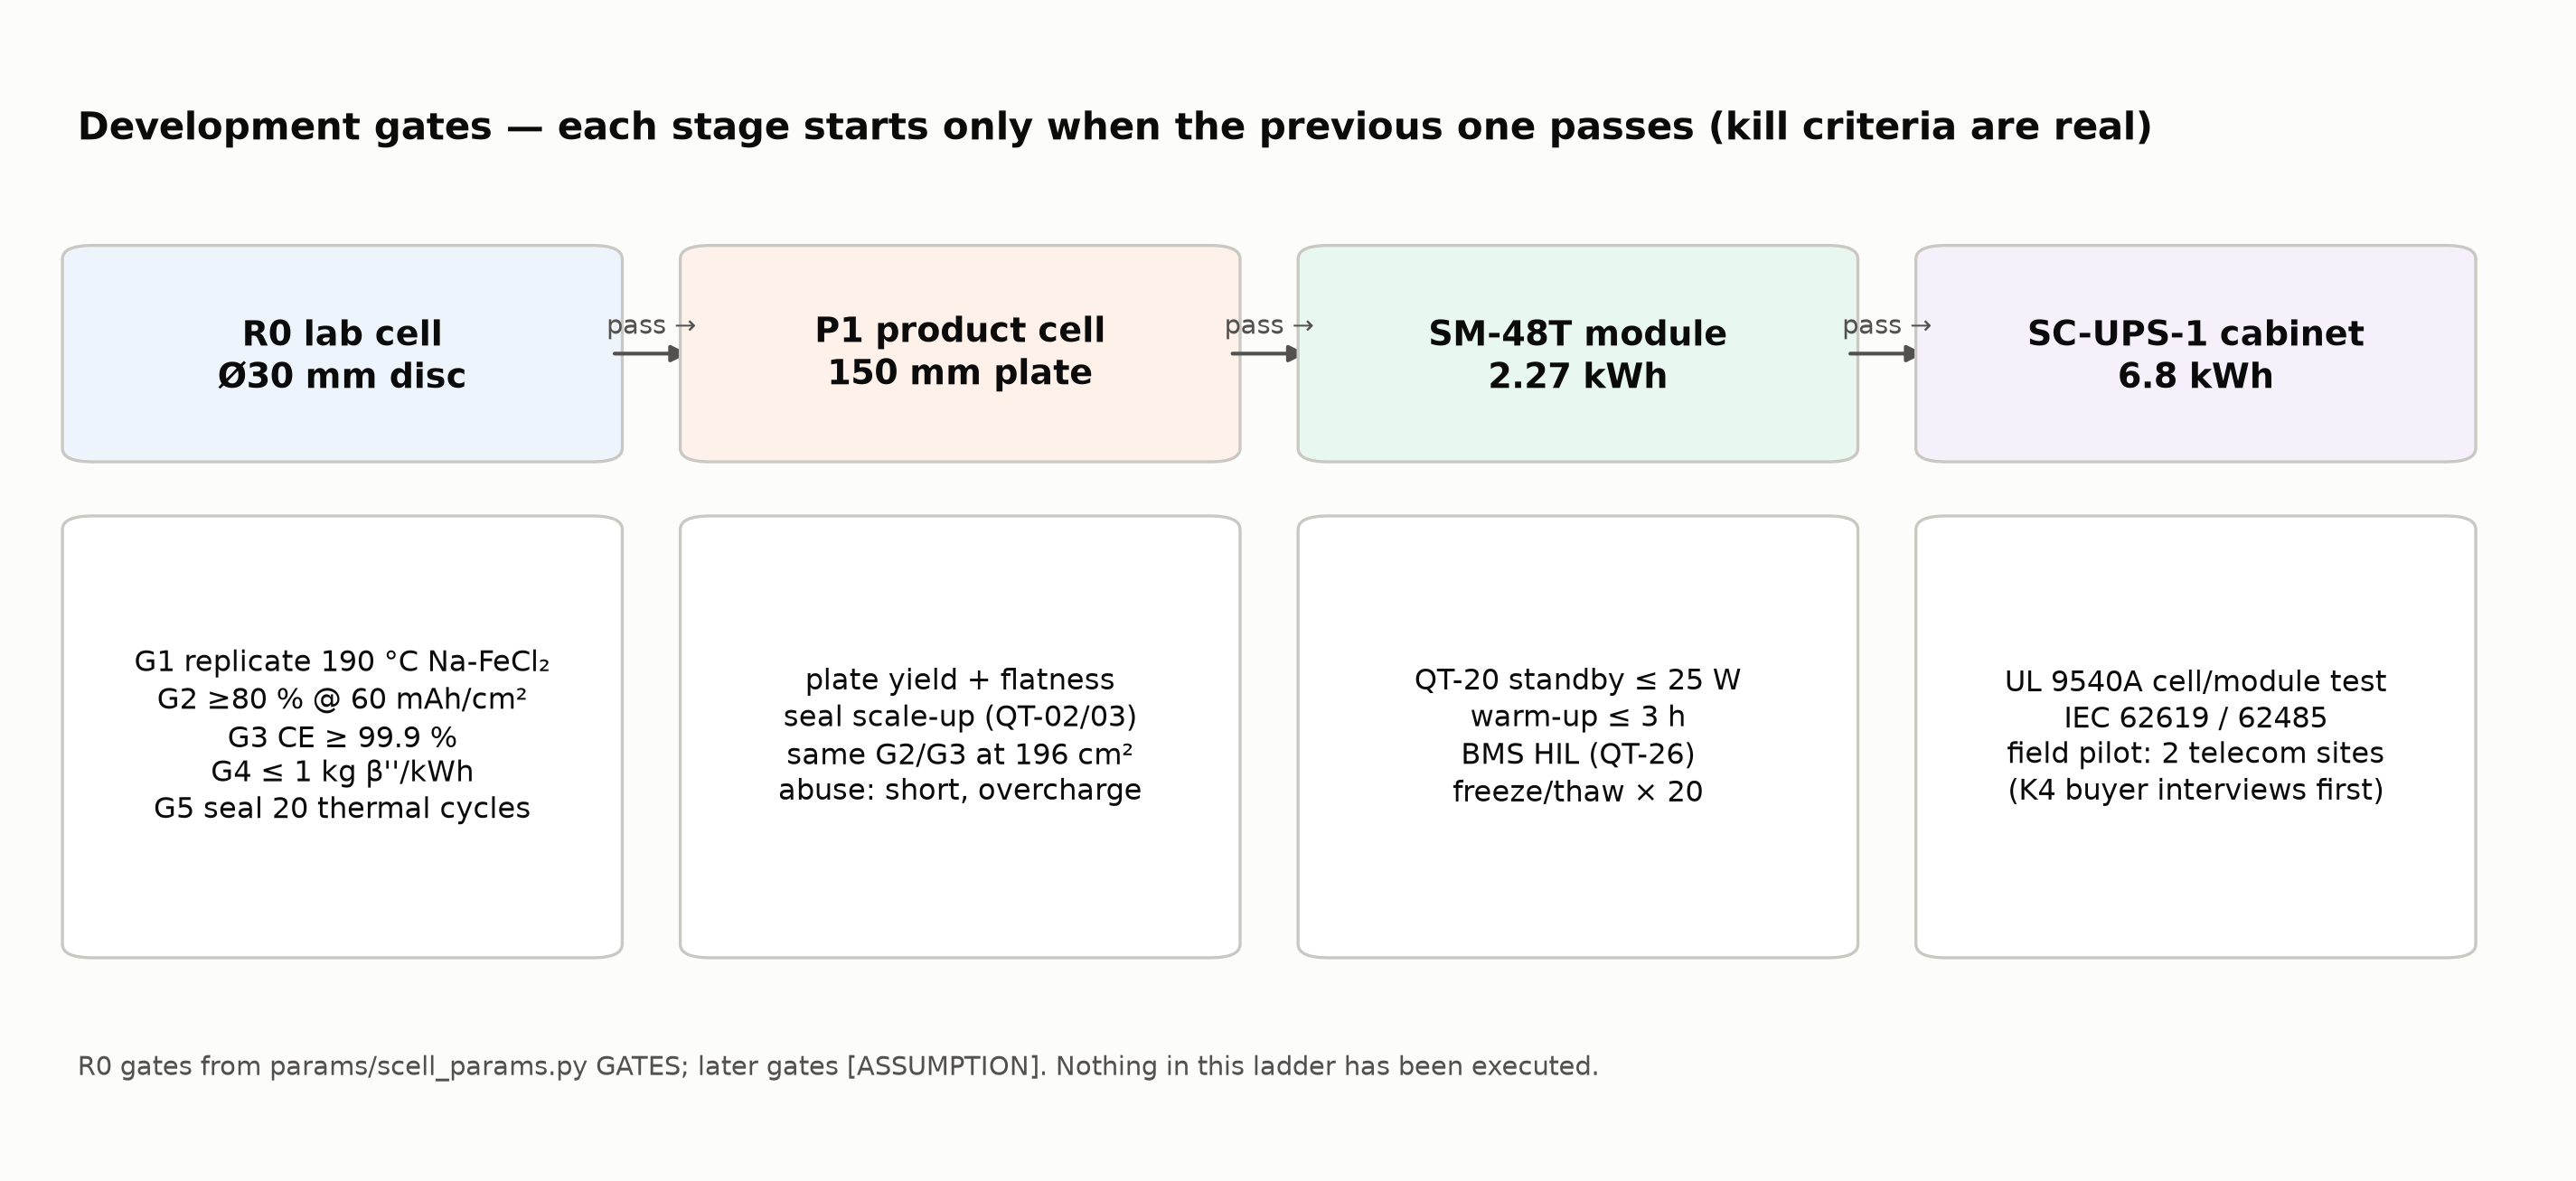 Development gates — each stage starts only when the previous one passes (kill criteria are real)
R0 lab cell
Ø30 mm disc
pass →
P1 product cell
150 mm plate
pass →
SM-48T module
2.27 kWh
pass →
SC-UPS-1 cabinet
6.8 kWh
G1 replicate 190 °C Na-FeCl₂
G2 ≥80 % @ 60 mAh/cm²
G3 CE ≥ 99.9 %
G4 ≤ 1 kg β''/kWh
G5 seal 20 thermal cycles
plate yield + flatness
seal scale-up (QT-02/03)
same G2/G3 at 196 cm²
abuse: short, overcharge
QT-20 standby ≤ 25 W
warm-up ≤ 3 h
BMS HIL (QT-26)
freeze/thaw × 20
UL 9540A cell/module test
IEC 62619 / 62485
field pilot: 2 telecom sites
(K4 buyer interviews first)
R0 gates from params/scell_params.py GATES; later gates [ASSUMPTION]. Nothing in this ladder has been executed.